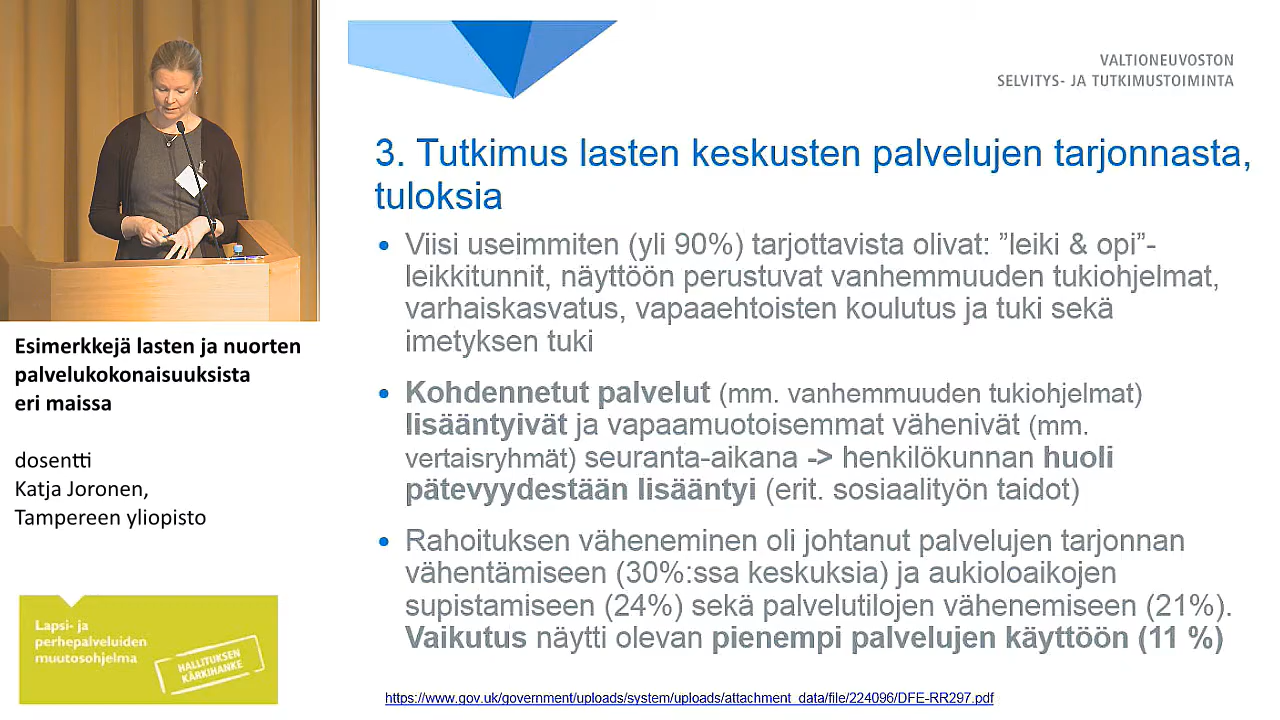 VALTIONEUVOSTON
SELVITYS- JA TUTKIMUSTOIMINTA
3. Tutkimus lasten keskusten palvelujen tarjonnasta,
tuloksia
• Viisi useimmiten (yli 90%) tarjottavista olivat: ”leiki & opi”-
leikkitunnit, näyttöön perustuvat vanhemmuuden tukiohjelmat,
varhaiskasvatus, vapaaehtoisten koulutus ja tuki sekä
imetyksen tuki
• Kohdennetut palvelut (mm. vanhemmuuden tukiohjelmat)
lisääntyivät ja vapaamuotoisemmat vähenivät (mm.
vertaisryhmät) seuranta-aikana -> henkilökunnan huoli
pätevyydestään lisääntyi (erit. sosiaalityön taidot)
• Rahoituksen väheneminen oli johtanut palvelujen tarjonnan
vähentämiseen (30%:ssa keskuksia) ja aukioloaikojen
supistamiseen (24%) sekä palvelutilojen vähenemiseen (21%).
Vaikutus näytti olevan pienempi palvelujen käyttöön (11 %)
https://www.gov.uk/government/uploads/system/uploads/attachment_data/file/224096/DFE-RR297.pdf
Esimerkkejä lasten ja nuorten
palvelukokonaisuuksista
eri maissa
dosentti
Katja Joronen,
Tampereen yliopisto
Lapsi- ja
perhepalveluiden
muutosohjelma
HALLITUKSEN
KÄRKIHANKE